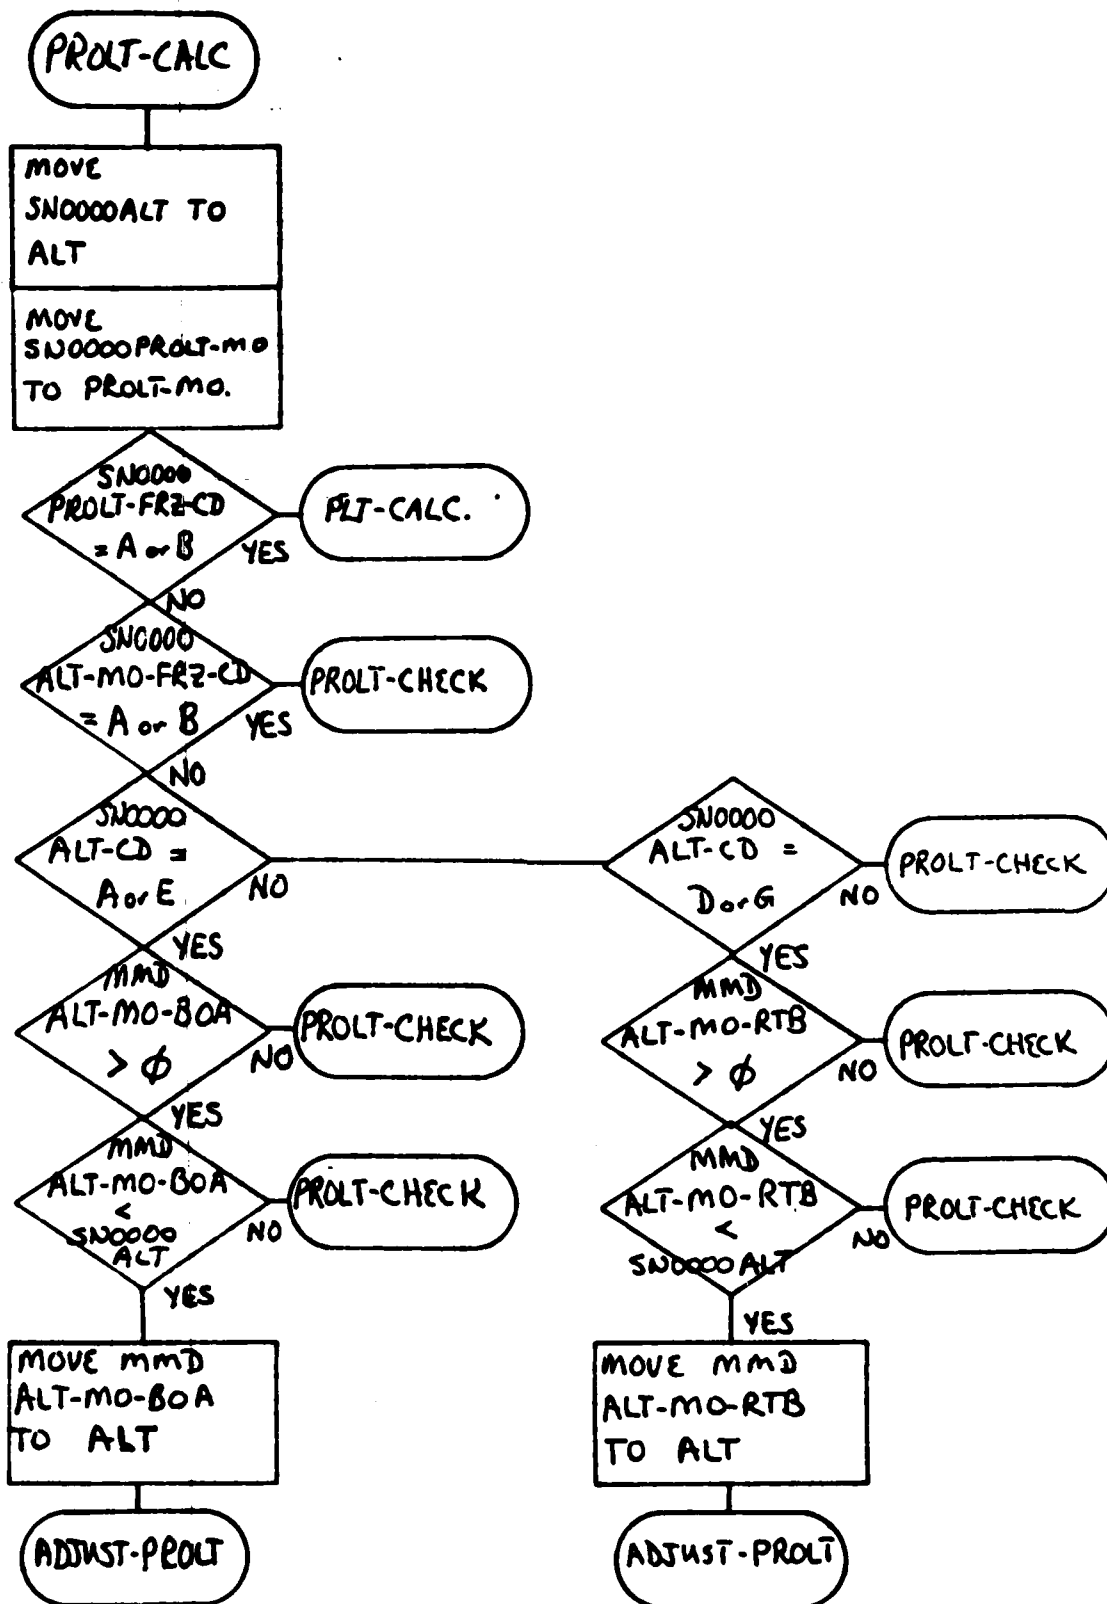 PROLT-CALC
MOVE
SN0000ALT TO
ALT
MOVE
SN0000PROLT-MO
TO PROLT-MO.
SN0000
PROLT-FRZ-CD
= A or B
YES
PLT-CALC.
NO
SN0000
ALT-MO-FRZ-CD
= A or B
YES
PROLT-CHECK
NO
SN0000
ALT-CD =
A or E
NO
SN0000
ALT-CD =
D or G
NO
PROLT-CHECK
YES
MMD
ALT-MO-BOA
> φ
NO
PROLT-CHECK
YES
MMD
ALT-MO-RTB
> φ
NO
PROLT-CHECK
YES
MMD
ALT-MO-BOA
<
SN0000
ALT
NO
PROLT-CHECK
YES
MMD
ALT-MO-RTB
<
SN0000ALT
NO
PROLT-CHECK
YES
MOVE MMD
ALT-MO-BOA
TO ALT
YES
MOVE MMD
ALT-MO-RTB
TO ALT
ADJUST-PROLT
ADJUST-PROLT